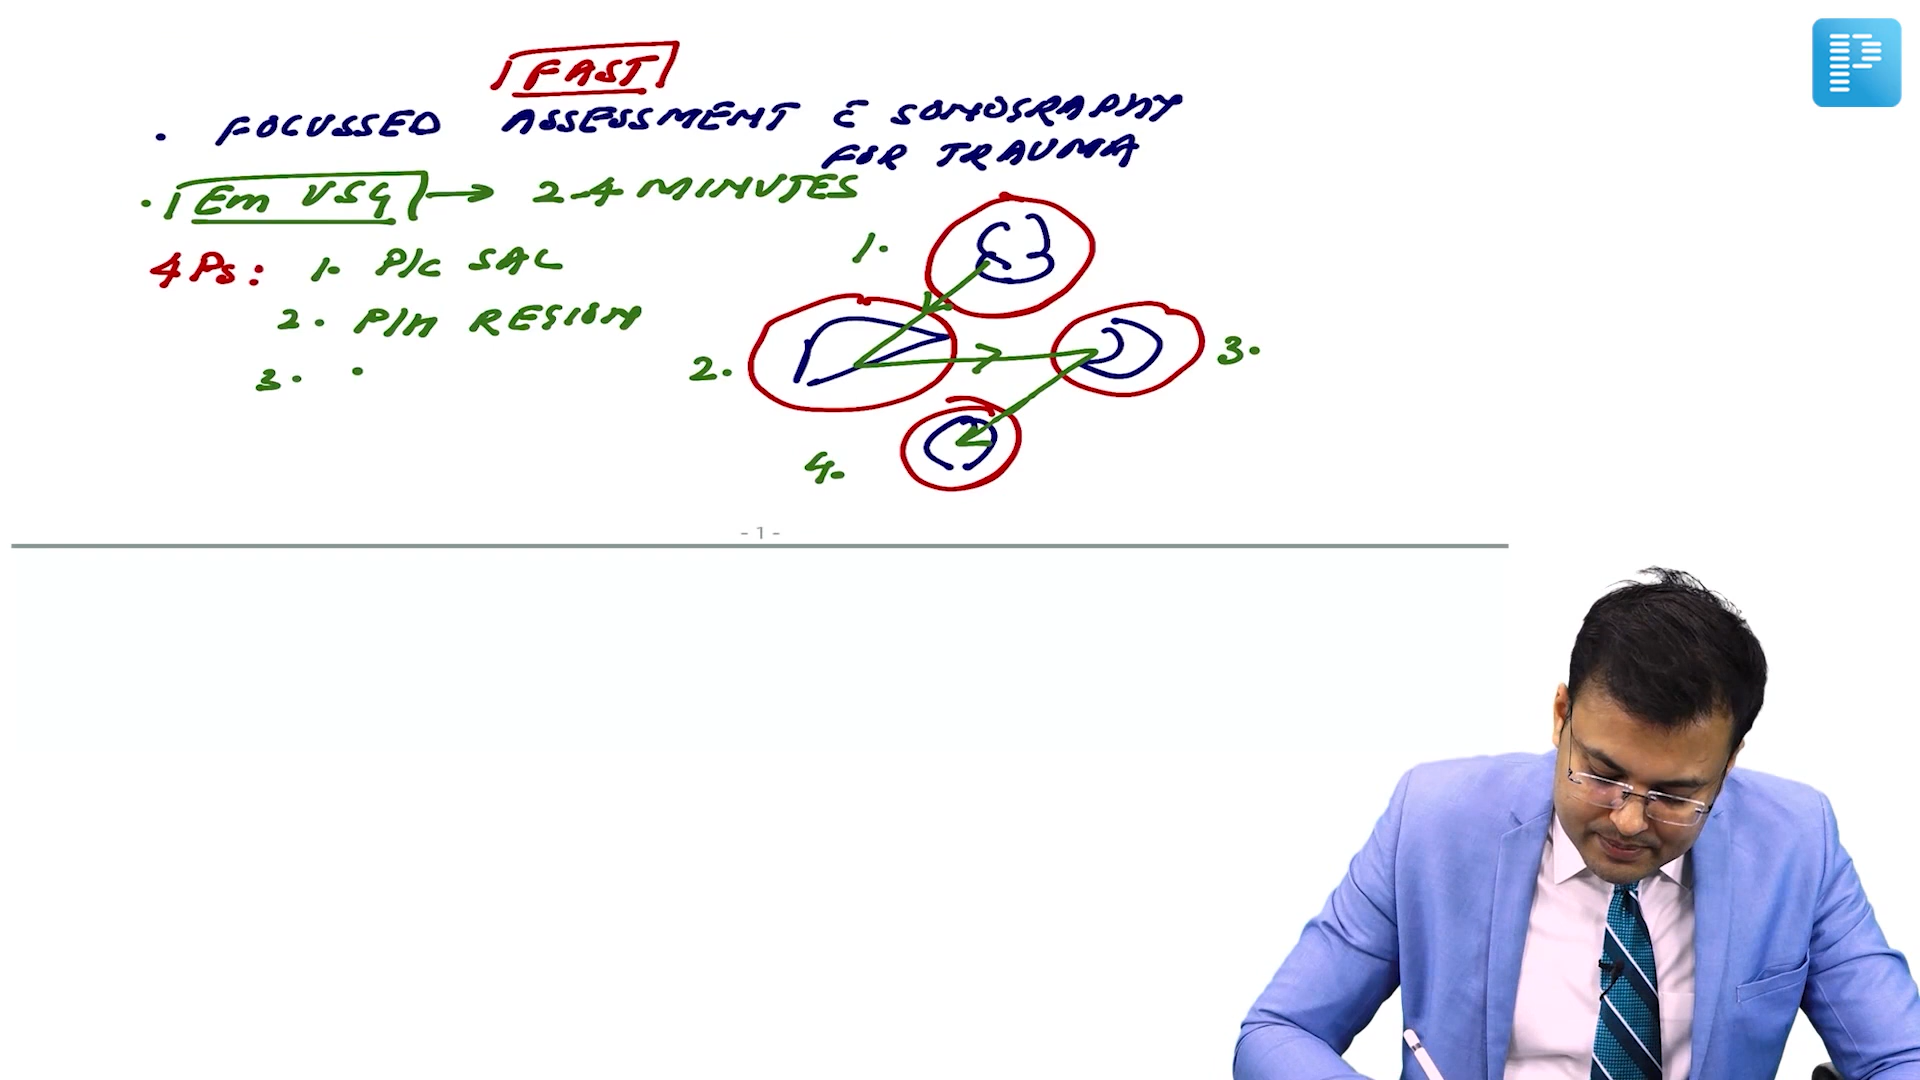 FAST
. FOCUSSED ASSESSMENT C̄ SONOGRAPHY
FOR TRAUMA
. Em USG → 2-4 MINUTES
4Ps: 1. P/C SAC
2. P/H REGION
3. .
1.
2.
3.
4.
- 1 -
P